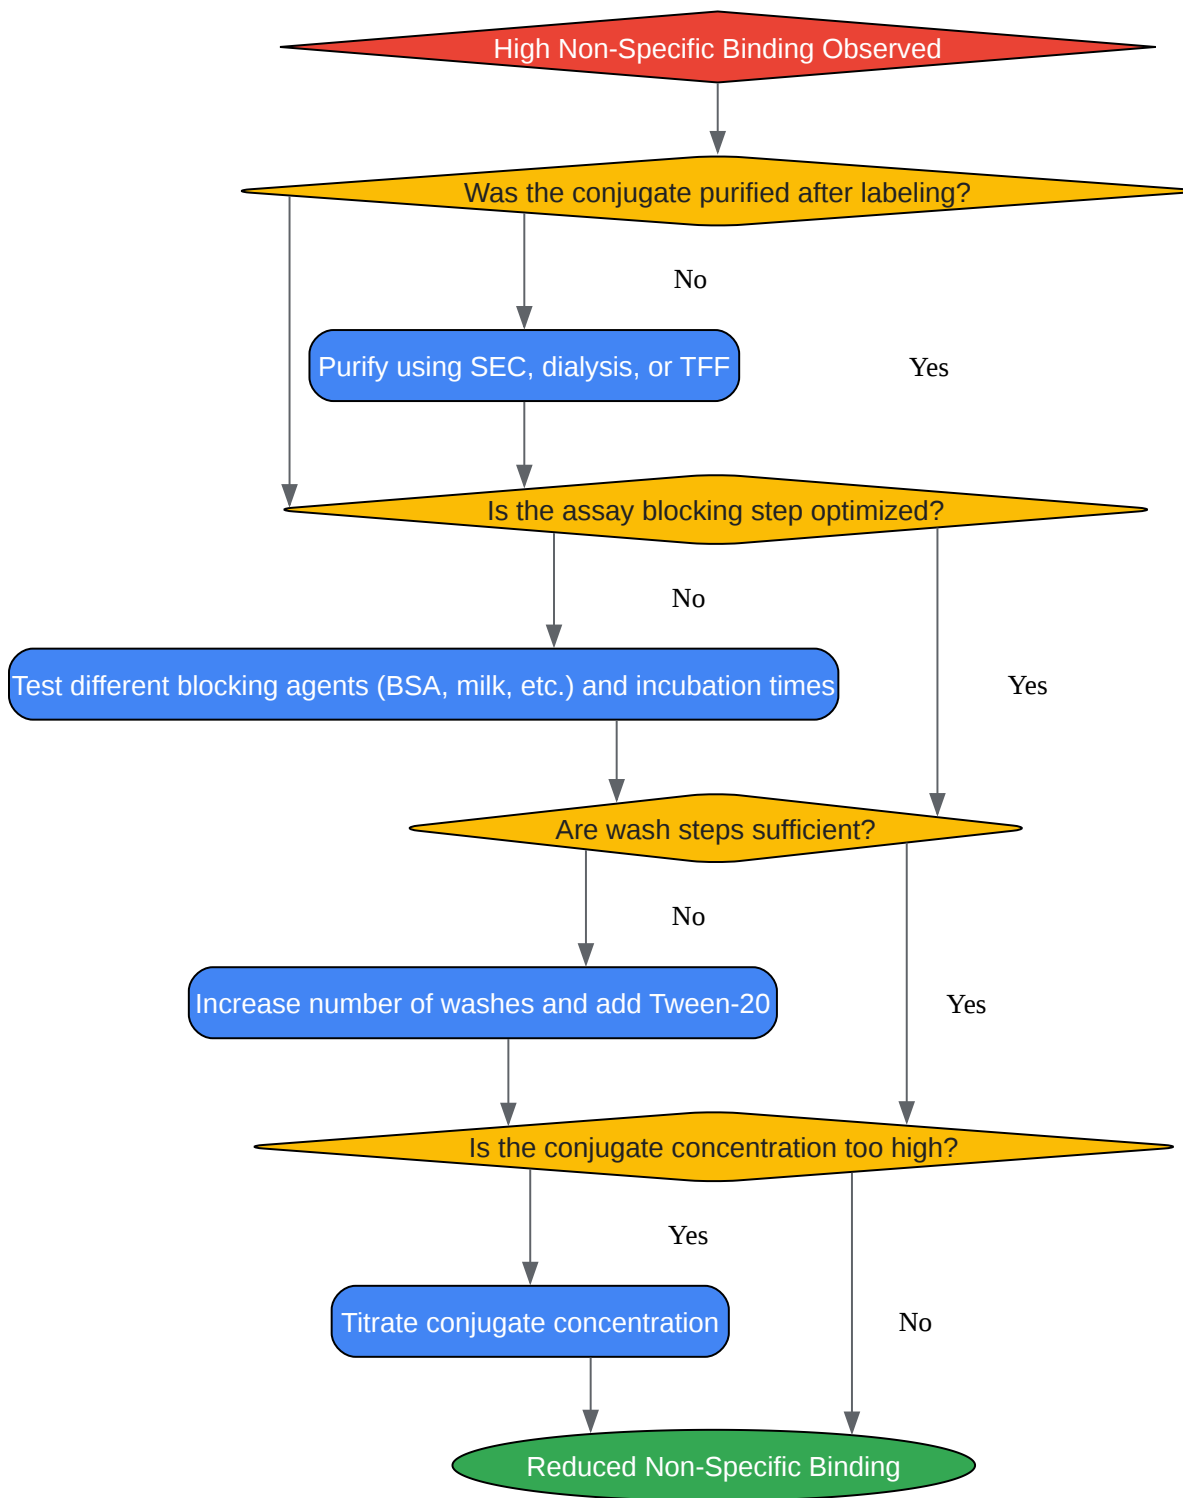 High Non-Specific Binding Observed
Was the conjugate purified after labeling?
No
Purify using SEC, dialysis, or TFF
Yes
Is the assay blocking step optimized?
No
Test different blocking agents (BSA, milk, etc.) and incubation times
Yes
Are wash steps sufficient?
No
Increase number of washes and add Tween-20
Yes
Is the conjugate concentration too high?
Yes
Titrate conjugate concentration
No
Reduced Non-Specific Binding